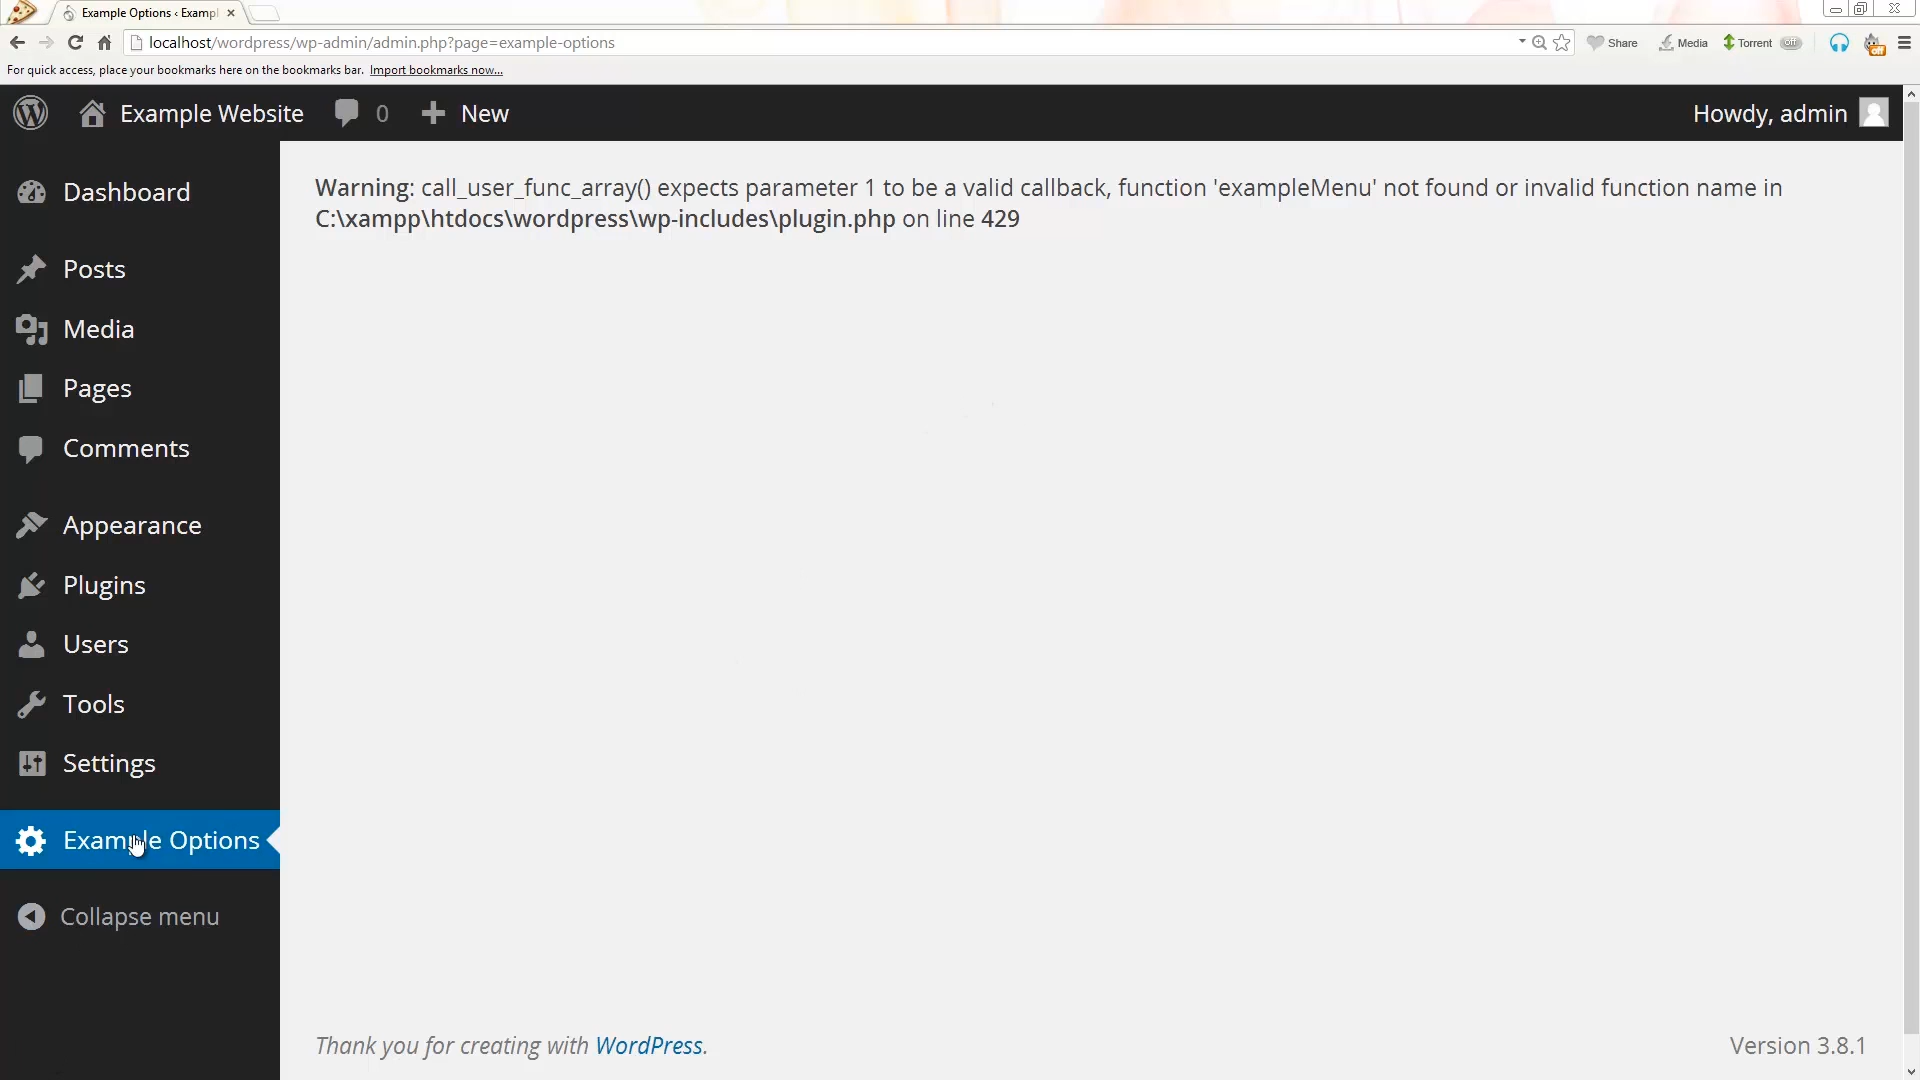 Example Options ‹ Exampl
localhost/wordpress/wp-admin/admin.php?page=example-options
Share
Media
Torrent
off
For quick access, place your bookmarks here on the bookmarks bar. Import bookmarks now...
Example Website
0
New
Howdy, admin
Dashboard
Posts
Media
Pages
Comments
Appearance
Plugins
Users
Tools
Settings
Example Options
Collapse menu
Warning: call_user_func_array() expects parameter 1 to be a valid callback, function 'exampleMenu' not found or invalid function name in
C:\xampp\htdocs\wordpress\wp-includes\plugin.php on line 429
Thank you for creating with WordPress.
Version 3.8.1